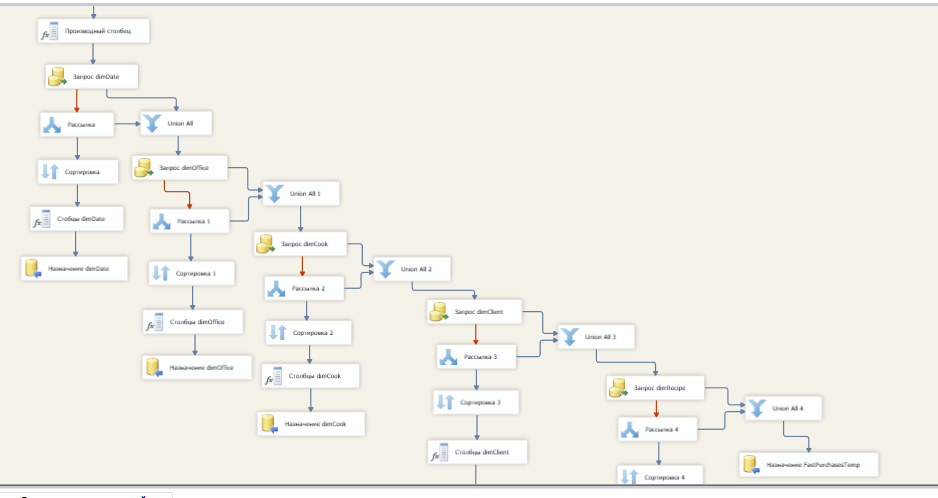 Производный столбец
Запрос dimDate
Рассылка
Union All
Сортировка
Запрос dimOffice
Столбцы dimDate
Рассылка 1
Union All 1
Назначение dimDate
Сортировка 1
Запрос dimCook
Столбцы dimOffice
Рассылка 2
Union All 2
Назначение dimOffice
Сортировка 2
Запрос dimClient
Столбцы dimCook
Рассылка 3
Union All 3
Назначение dimCook
Сортировка 3
Запрос dimRecipe
Столбцы dimClient
Рассылка 4
Union All 4
Сортировка 4
Назначение FastPurchasesTemp